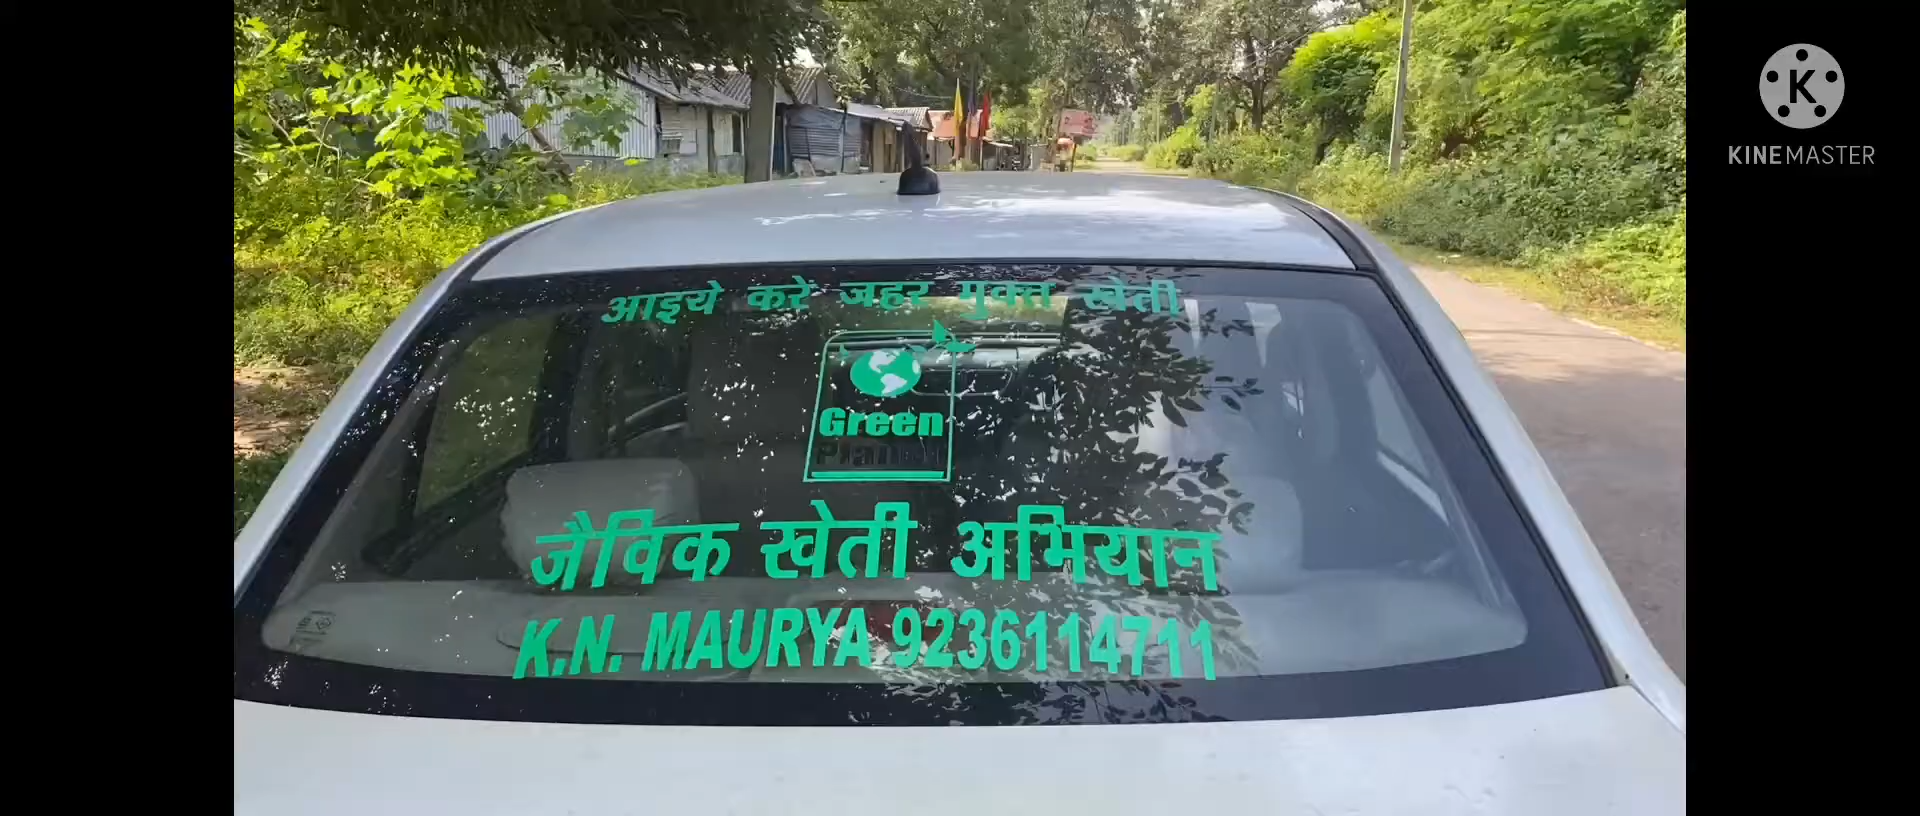 आइये करे जहर मुक्त खेती
Green
Planet
जैविक खेती अभियान
K.N. MAURYA 9236114711
KINEMASTER